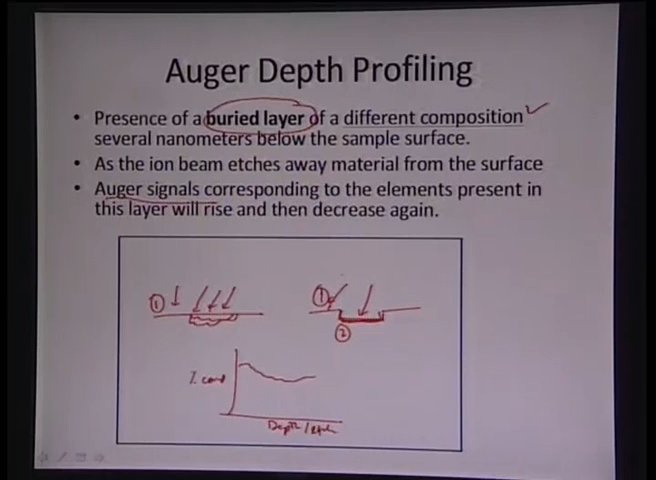 Auger Depth Profiling
• Presence of a buried layer of a different composition
several nanometers below the sample surface.
• As the ion beam etches away material from the surface
• Auger signals corresponding to the elements present in
this layer will rise and then decrease again.
① ①
②
Depth /